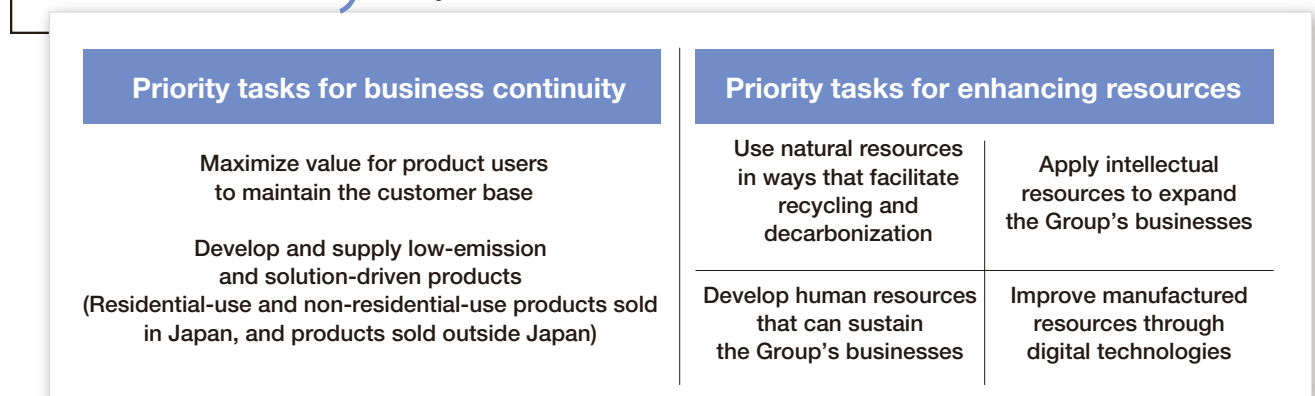 Priority tasks for business continuity
Maximize value for product users
to maintain the customer base
Develop and supply low-emission
and solution-driven products
(Residential-use and non-residential-use products sold
in Japan, and products sold outside Japan)
Priority tasks for enhancing resources
Use natural resources
in ways that facilitate
recycling and
decarbonization
Apply intellectual
resources to expand
the Group’s businesses
Develop human resources
that can sustain
the Group’s businesses
Improve manufactured
resources through
digital technologies